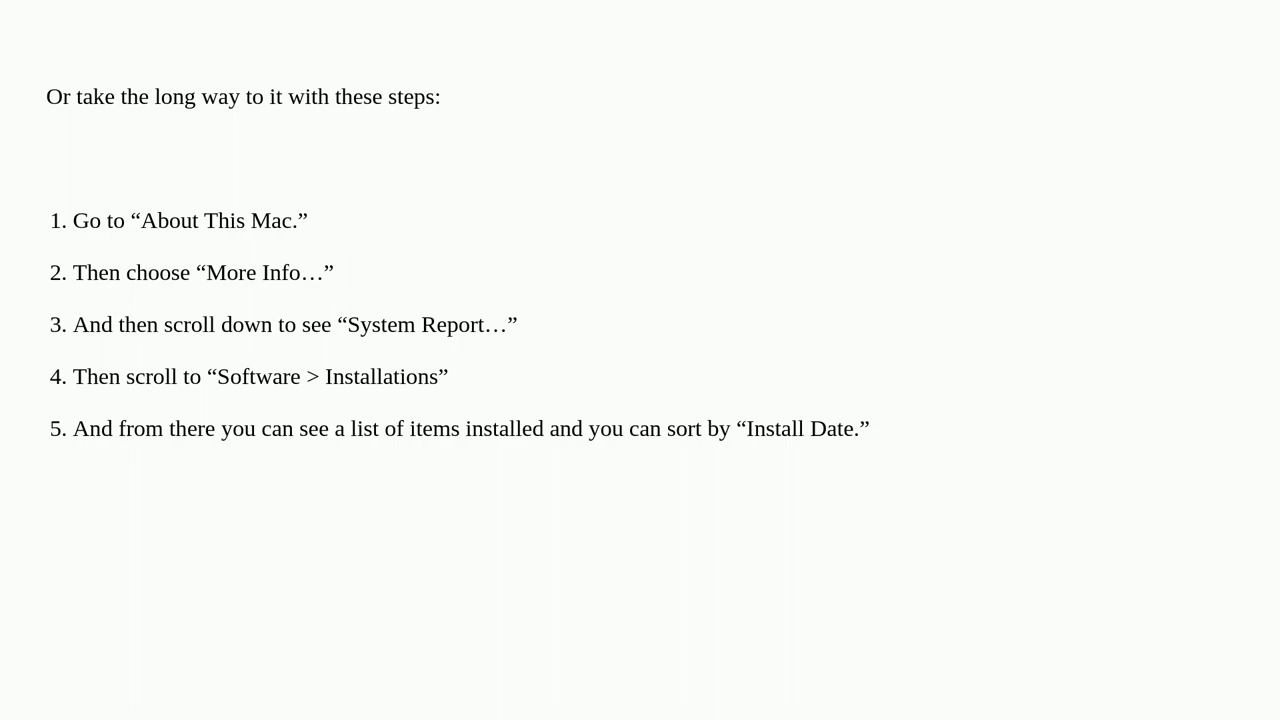 Or take the long way to it with these steps:
1. Go to “About This Mac.”
2. Then choose “More Info…”
3. And then scroll down to see “System Report…”
4. Then scroll to “Software > Installations”
5. And from there you can see a list of items installed and you can sort by “Install Date.”